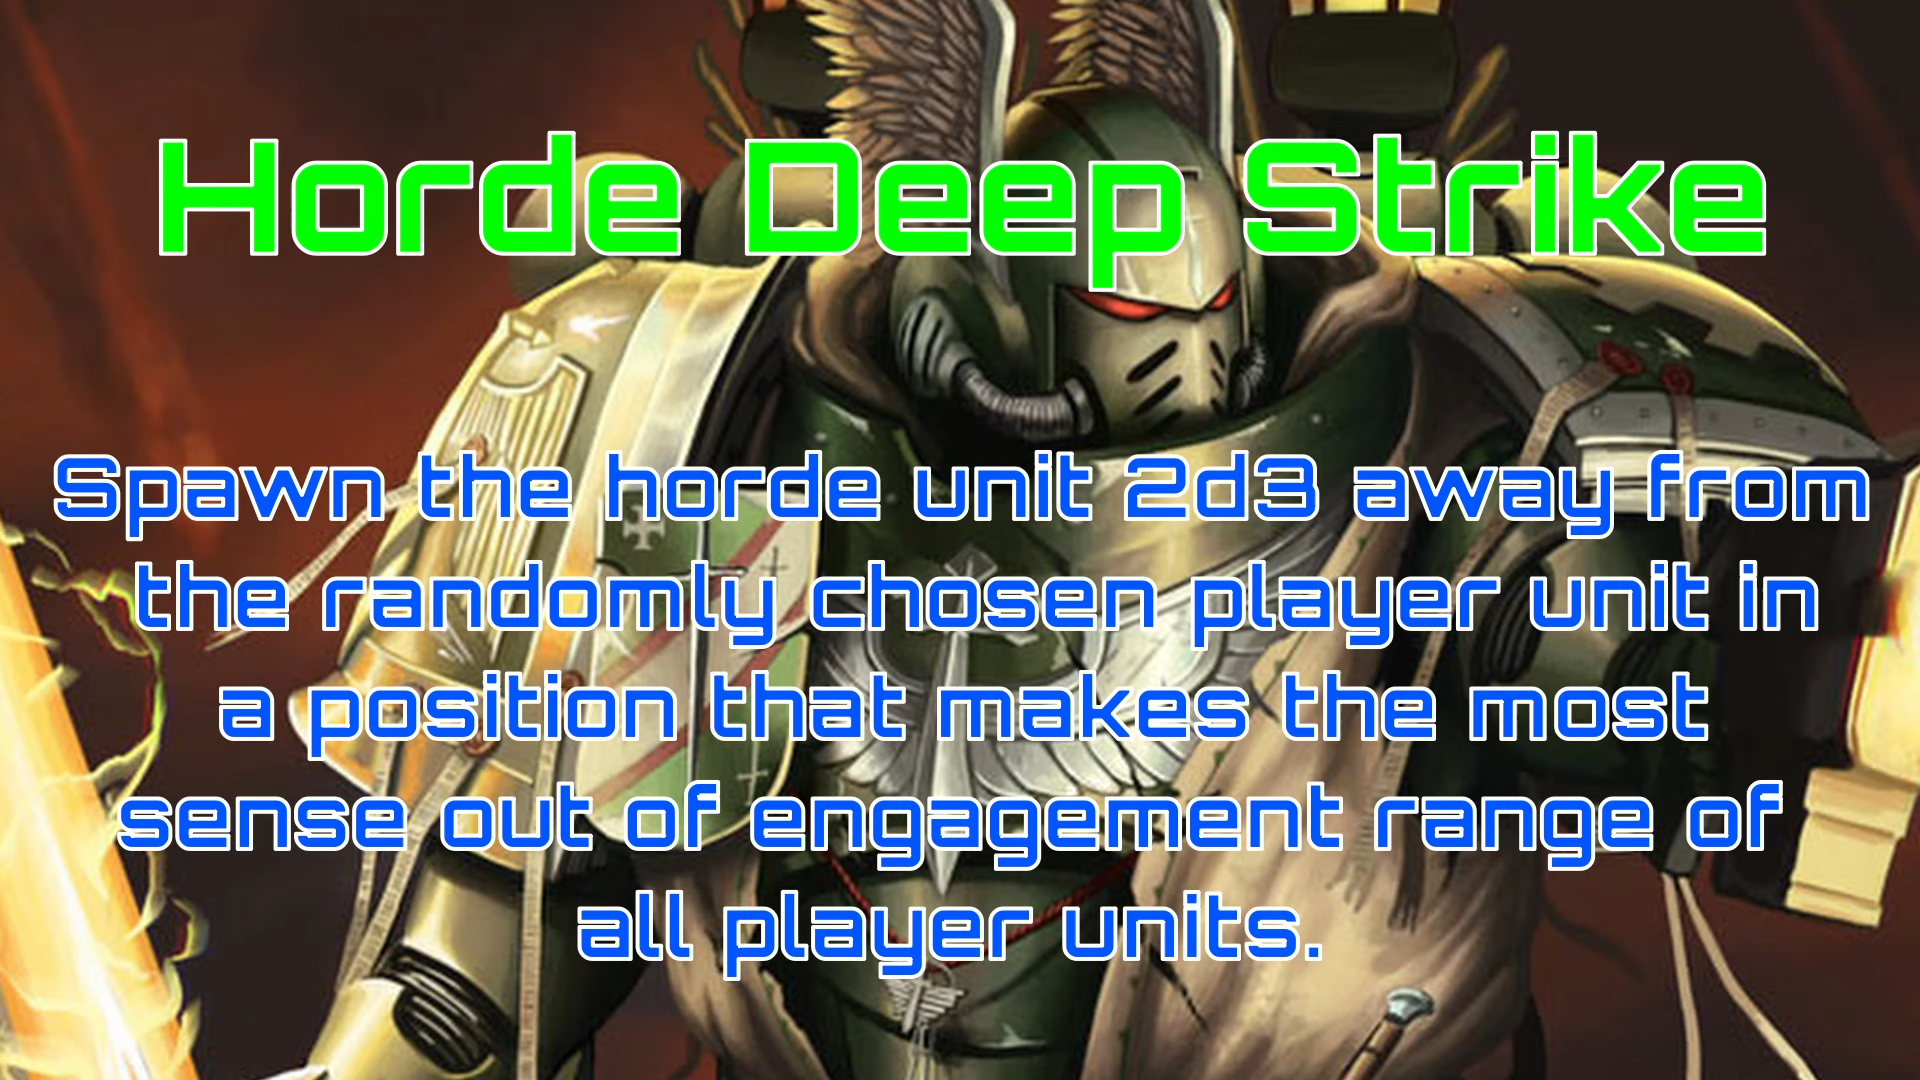 Horde Deep Strike
Spawn the horde unit 2d3 away from
the randomly chosen player unit in
a position that makes the most
sense out of engagement range of
all player units.